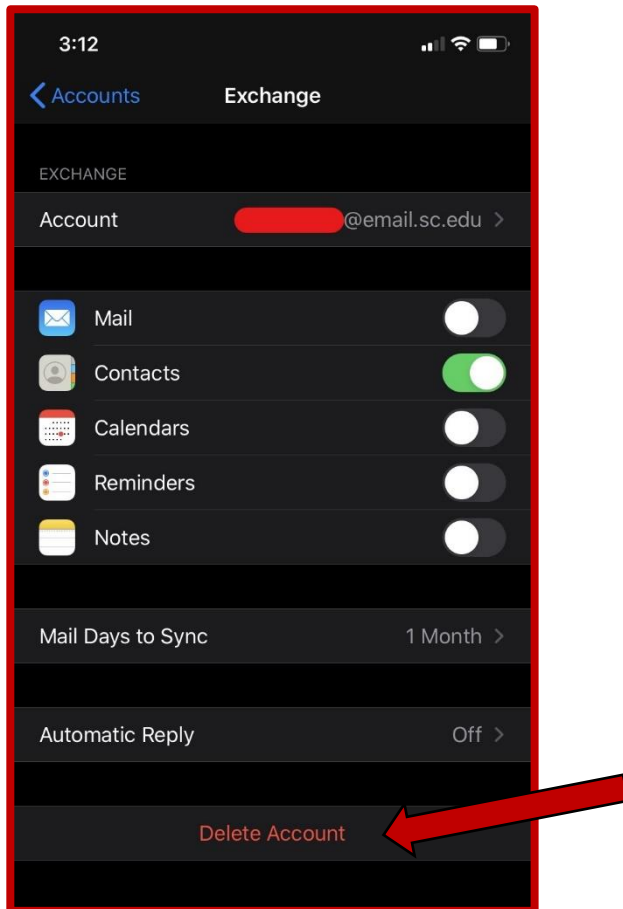 3:12
Accounts Exchange
EXCHANGE
Account @email.sc.edu
Mail
Contacts
Calendars
Reminders
Notes
Mail Days to Sync 1 Month
Automatic Reply Off
Delete Account